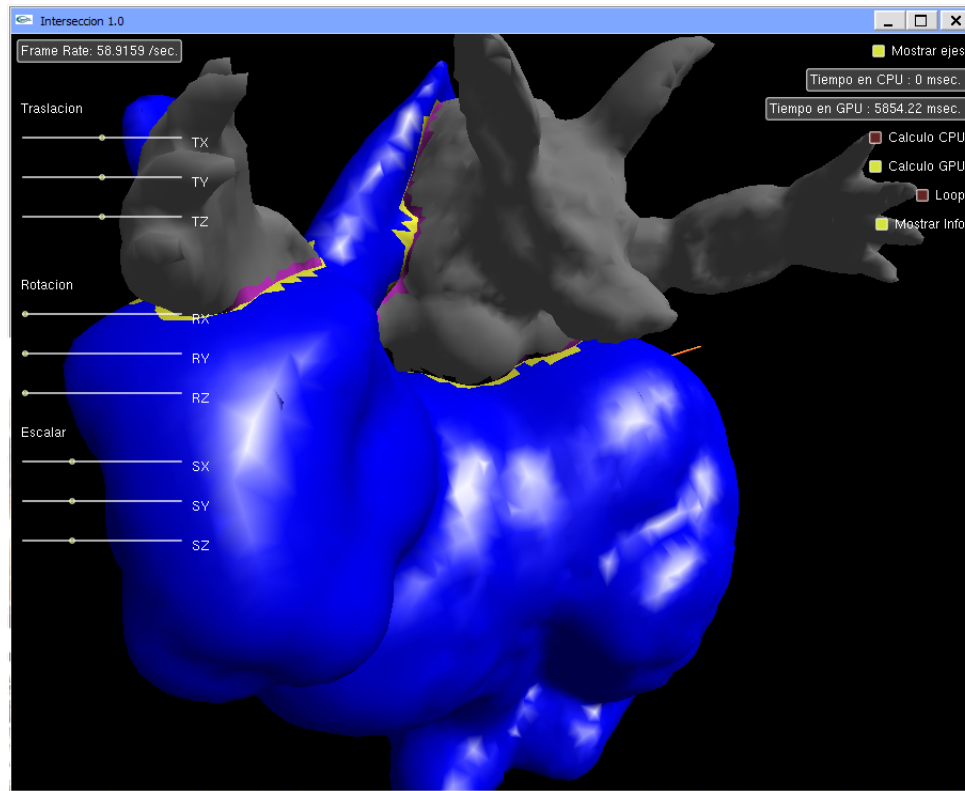 Interseccion 1.0
Frame Rate: 58.9159 /sec.
Traslacion
TX
TY
TZ
Rotacion
RX
RY
RZ
Escalar
SX
SY
SZ
Mostrar ejes
Tiempo en CPU : 0 msec.
Tiempo en GPU : 5854.22 msec.
Calculo CPU
Calculo GPU
Loop
Mostrar Info